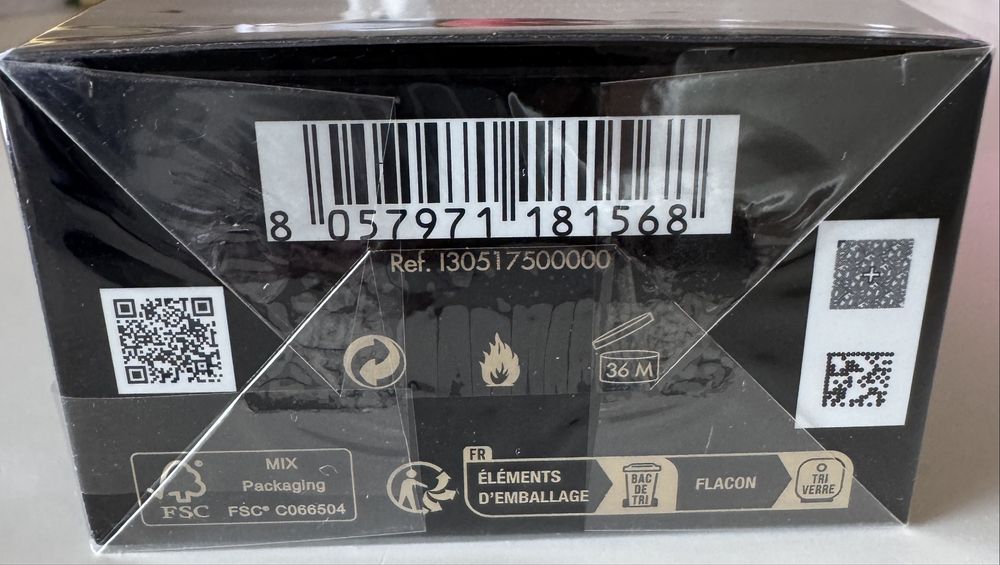 8 057971 181568
Ref. I30517500000
36 M
MIX
Packaging
FSC
FSC® C066504
FR
ÉLÉMENTS
D'EMBALLAGE
BAC
DE
TRI
FLACON
TRI
VERRE